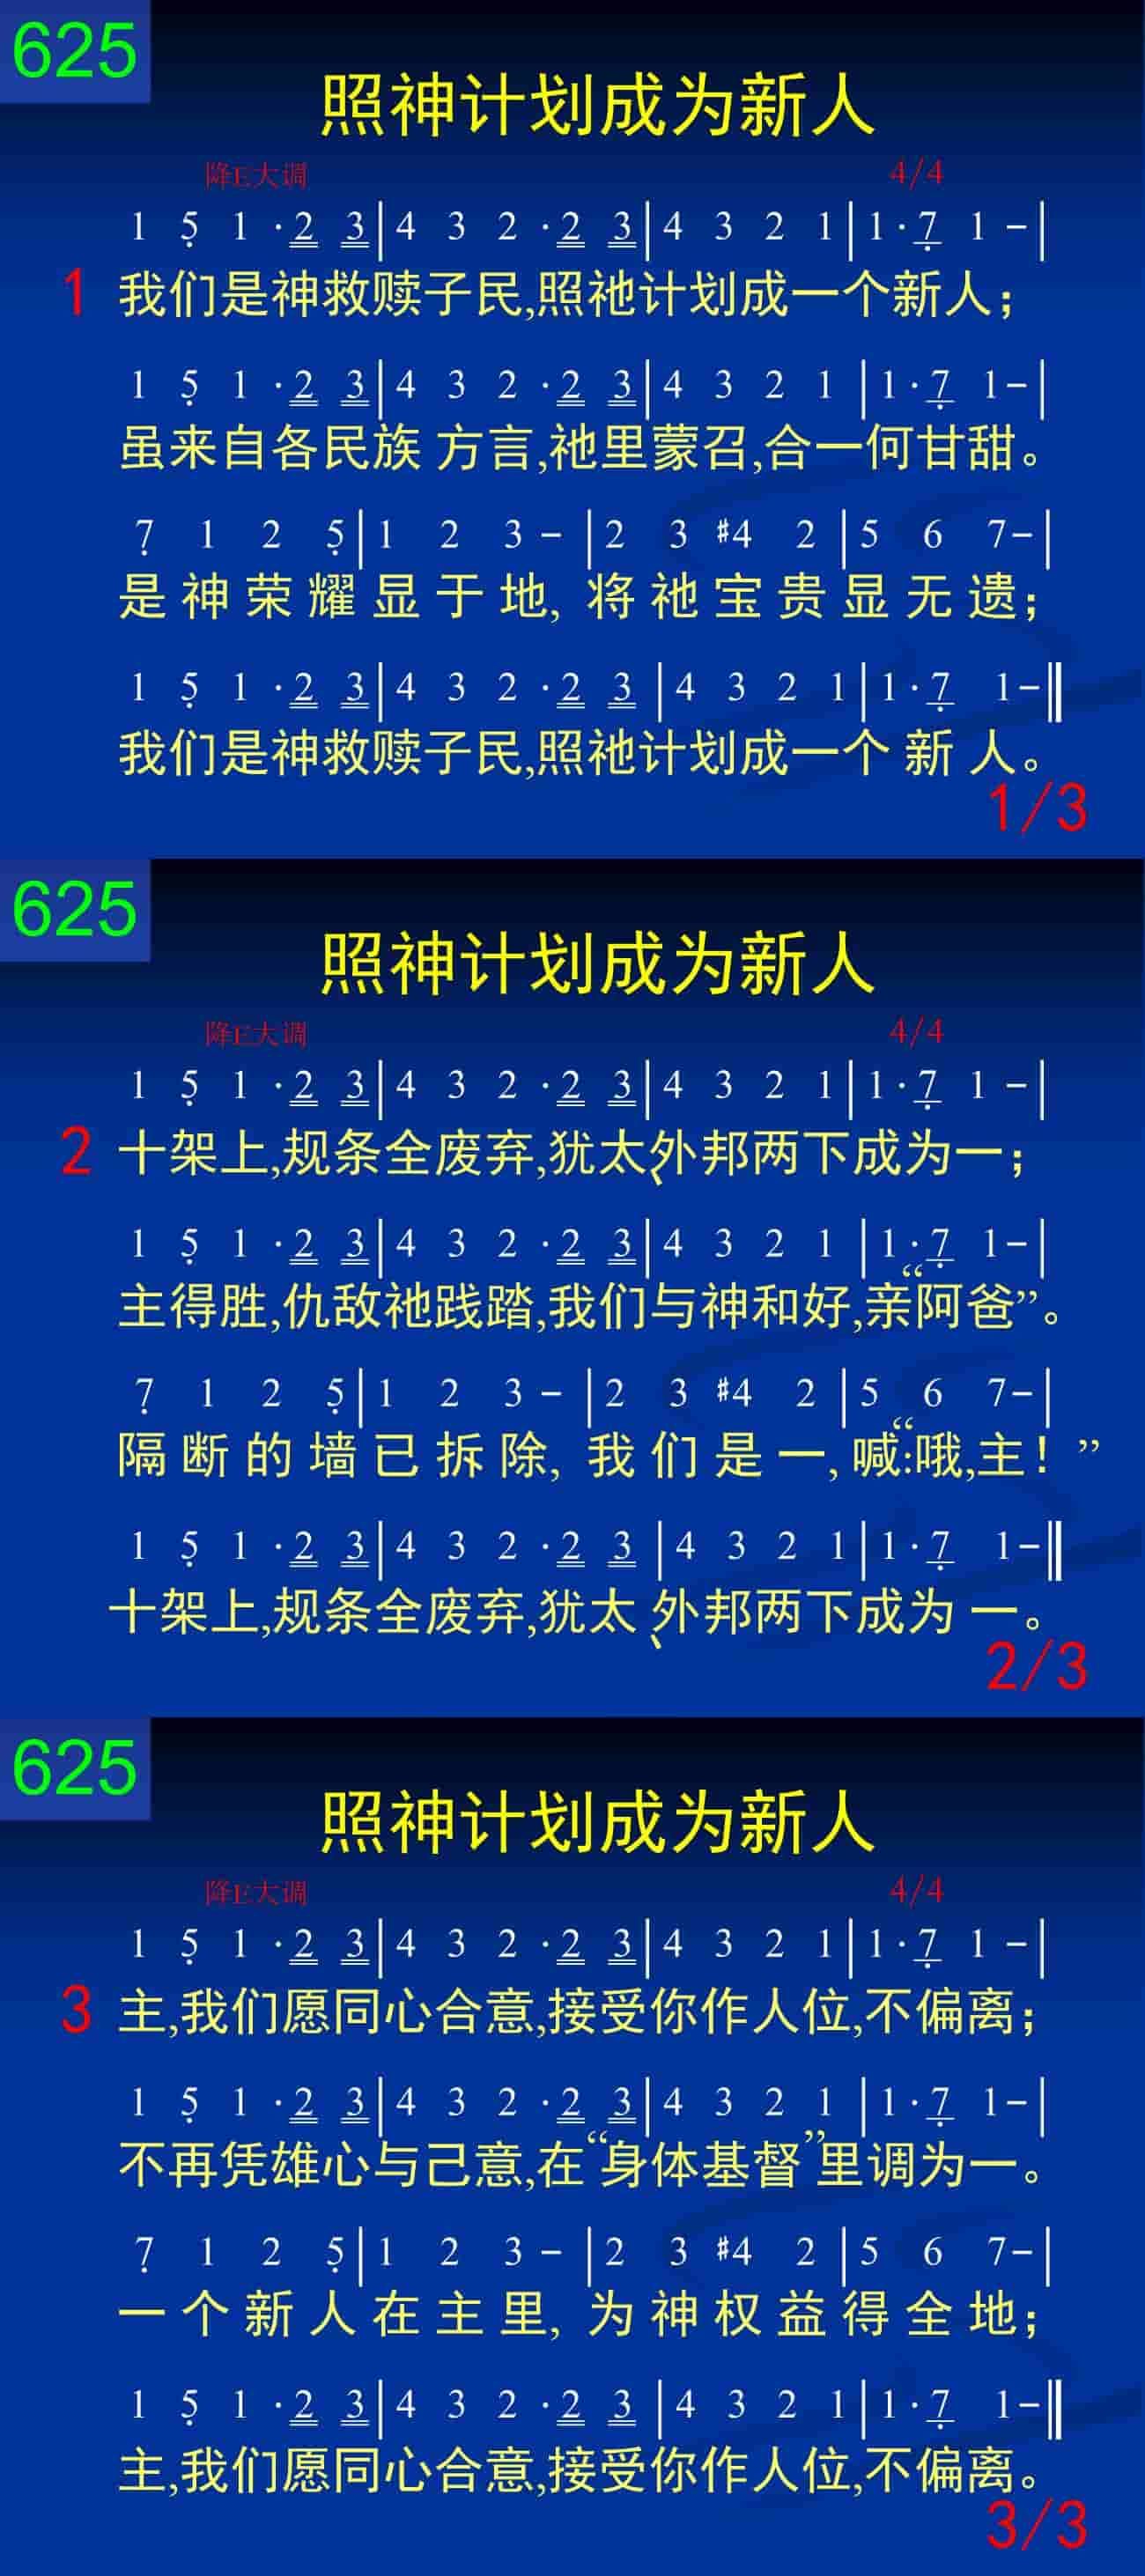 625
照神计划成为新人
降E大调 4/4
1 5̣ 1 · 2 3 | 4 3 2 · 2 3 | 4 3 2 1 | 1 · 7̣ 1 – |
1 我们是神救赎子民,照祂计划成一个新人；
1 5̣ 1 · 2 3 | 4 3 2 · 2 3 | 4 3 2 1 | 1 · 7̣ 1 – |
虽来自各民族 方言,祂里蒙召,合一何甘甜。
7̣ 1 2 5̣ | 1 2 3 – | 2 3 #4 2 | 5 6 7 – |
是 神 荣 耀 显 于 地, 将 祂 宝 贵 显 无 遗；
1 5̣ 1 · 2 3 | 4 3 2 · 2 3 | 4 3 2 1 | 1 · 7̣ 1 – ‖
我们是神救赎子民,照祂计划成一个 新 人。
1/3
625
照神计划成为新人
降E大调 4/4
1 5̣ 1 · 2 3 | 4 3 2 · 2 3 | 4 3 2 1 | 1 · 7̣ 1 – |
2 十架上,规条全废弃,犹太、外邦两下成为一；
1 5̣ 1 · 2 3 | 4 3 2 · 2 3 | 4 3 2 1 | 1 · 7̣ 1 – |
主得胜,仇敌祂践踏,我们与神和好,亲“阿爸”。
7̣ 1 2 5̣ | 1 2 3 – | 2 3 #4 2 | 5 6 7 – |
隔 断 的 墙 已 拆 除, 我 们 是 一, 喊:“哦,主！”
1 5̣ 1 · 2 3 | 4 3 2 · 2 3 | 4 3 2 1 | 1 · 7̣ 1 – ‖
十架上,规条全废弃,犹太、外邦两下成为 一。
2/3
625
照神计划成为新人
降E大调 4/4
1 5̣ 1 · 2 3 | 4 3 2 · 2 3 | 4 3 2 1 | 1 · 7̣ 1 – |
3 主,我们愿同心合意,接受你作人位,不偏离；
1 5̣ 1 · 2 3 | 4 3 2 · 2 3 | 4 3 2 1 | 1 · 7̣ 1 – |
不再凭雄心与己意,在“身体基督”里调为一。
7̣ 1 2 5̣ | 1 2 3 – | 2 3 #4 2 | 5 6 7 – |
一 个 新 人 在 主 里, 为 神 权 益 得 全 地；
1 5̣ 1 · 2 3 | 4 3 2 · 2 3 | 4 3 2 1 | 1 · 7̣ 1 – ‖
主,我们愿同心合意,接受你作人位,不偏离。
3/3